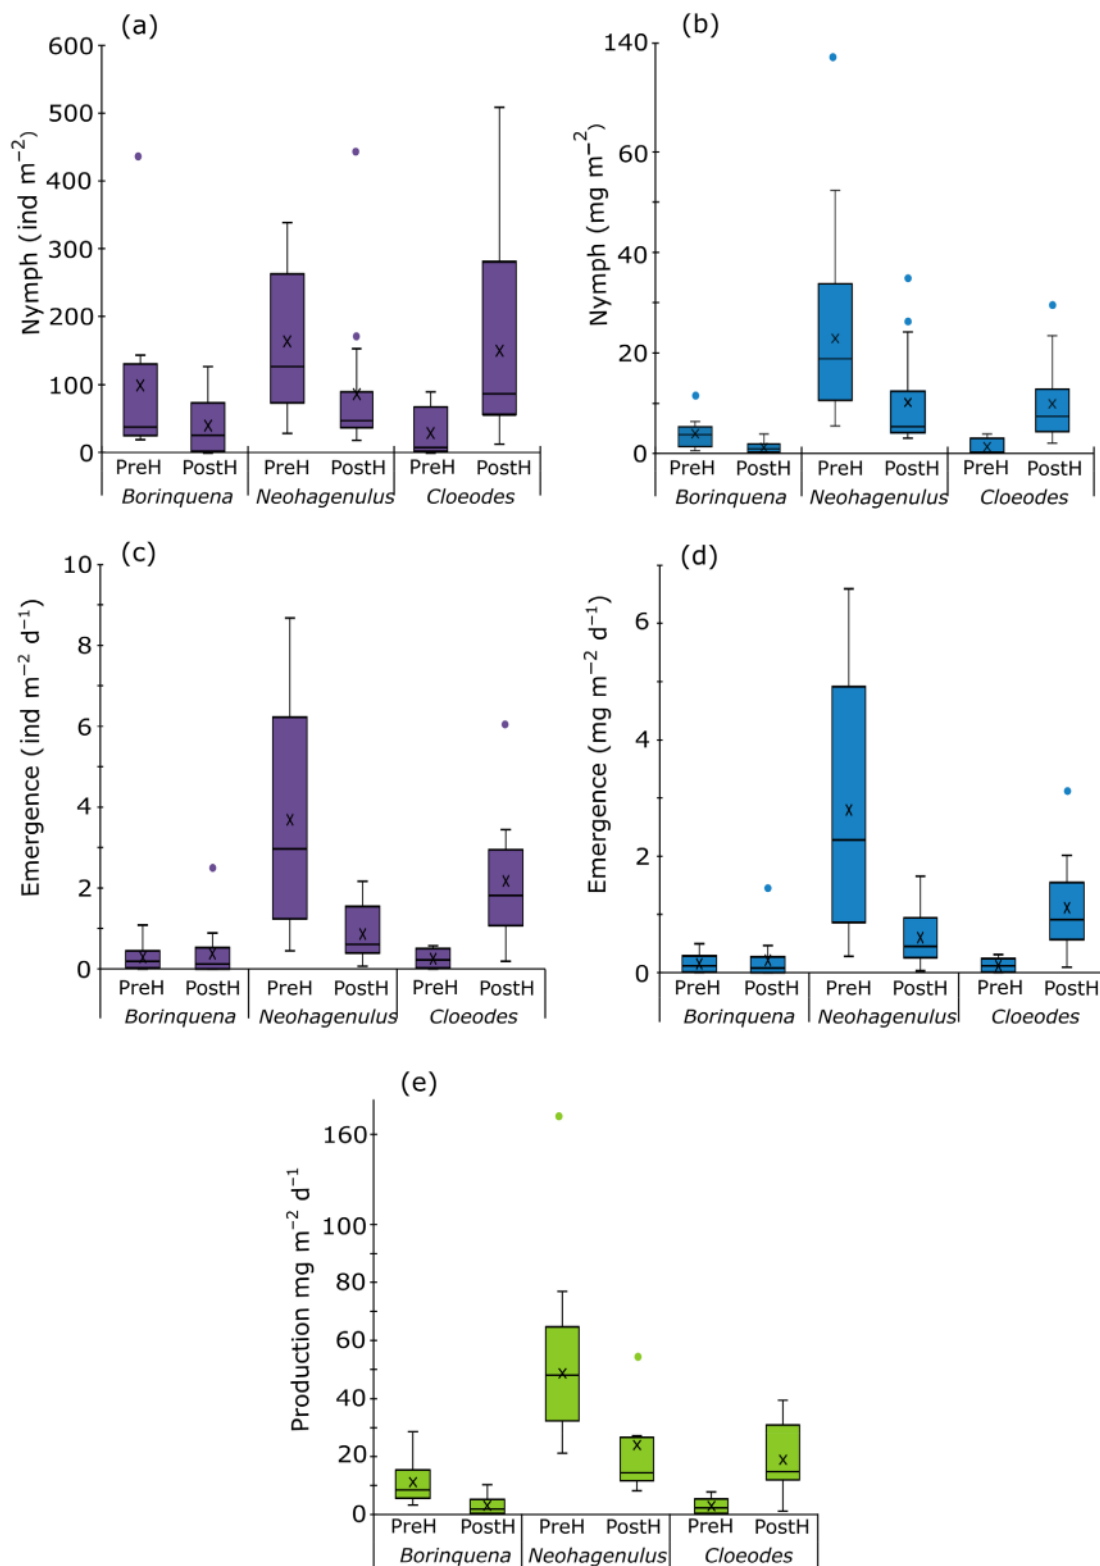 (a)
Nymph (ind m⁻²)
600
500
400
300
200
100
0
PreH PostH PreH PostH PreH PostH
Borinquena Neohagenulus Cloeodes
(b)
Nymph (mg m⁻²)
140
60
40
20
0
PreH PostH PreH PostH PreH PostH
Borinquena Neohagenulus Cloeodes
(c)
Emergence (ind m⁻² d⁻¹)
10
8
6
4
2
0
PreH PostH PreH PostH PreH PostH
Borinquena Neohagenulus Cloeodes
(d)
Emergence (mg m⁻² d⁻¹)
6
4
2
0
PreH PostH PreH PostH PreH PostH
Borinquena Neohagenulus Cloeodes
(e)
Production mg m⁻² d⁻¹
160
100
80
60
40
20
0
PreH PostH PreH PostH PreH PostH
Borinquena Neohagenulus Cloeodes